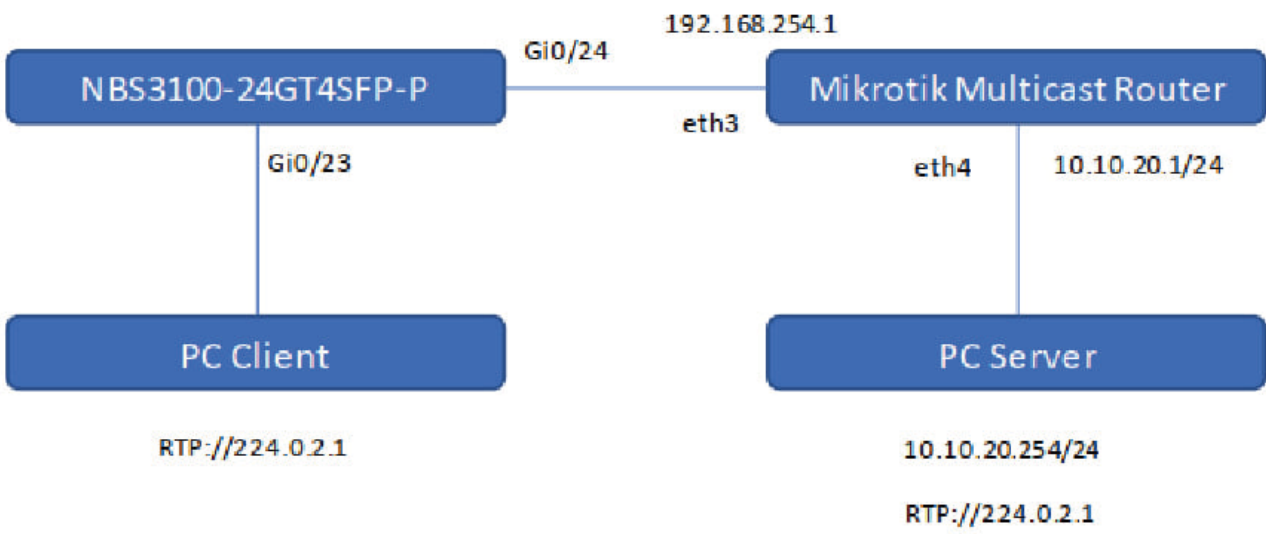 192.168.254.1
Gi0/24
NBS3100-24GT4SFP-P
Mikrotik Multicast Router
eth3
Gi0/23
eth4
10.10.20.1/24
PC Client
PC Server
RTP://224.0.2.1
10.10.20.254/24
RTP://224.0.2.1